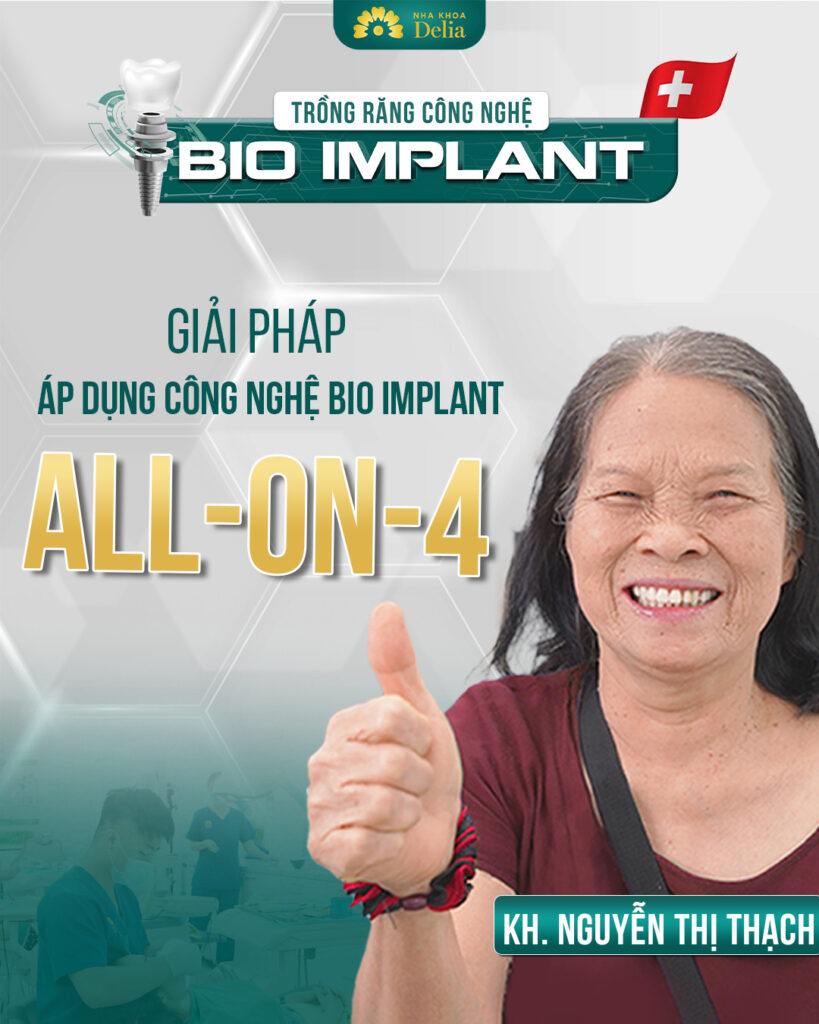 NHA KHOA
Delia
TRỒNG RĂNG CÔNG NGHỆ
BIO IMPLANT
GIẢI PHÁP
ÁP DỤNG CÔNG NGHỆ BIO IMPLANT
ALL-ON-4
KH. NGUYỄN THỊ THẠCH